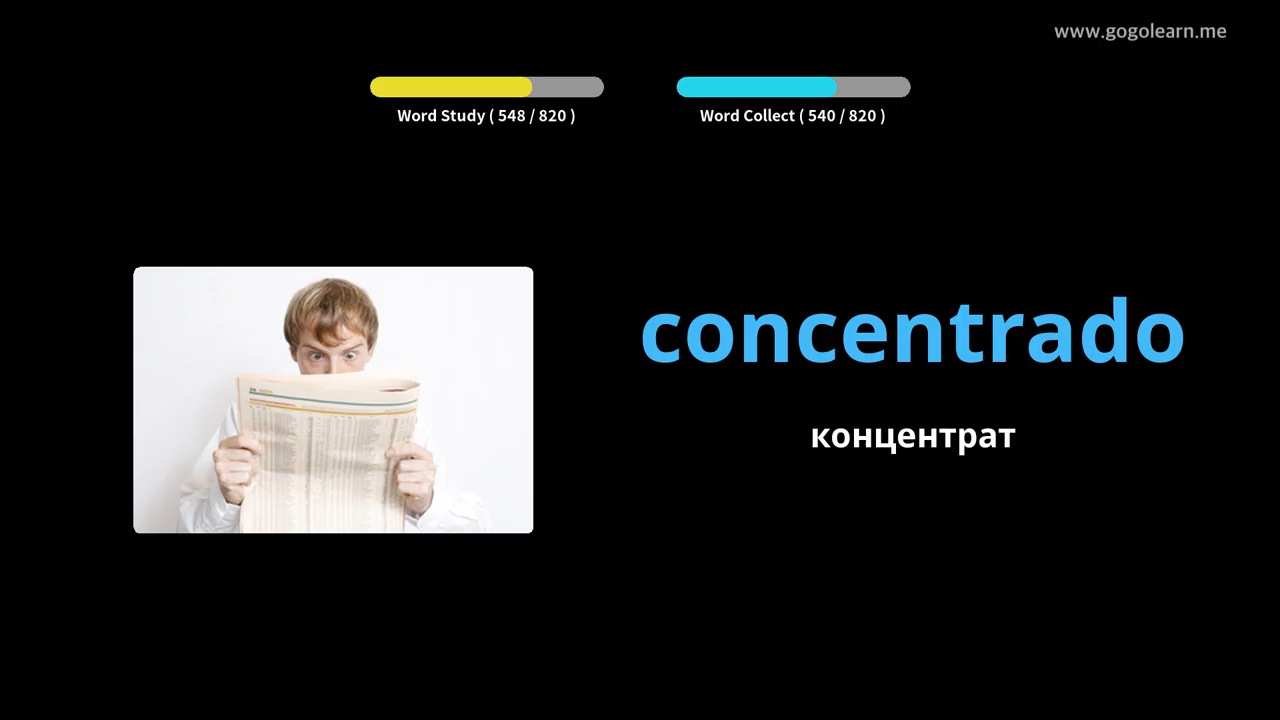 www.gogolearn.me
Word Study ( 548 / 820 )
Word Collect ( 540 / 820 )
concentrado
концентрат